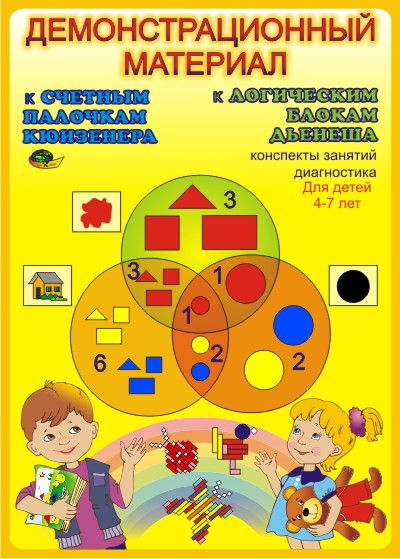 ДЕМОНСТРАЦИОННЫЙ
МАТЕРИАЛ
К СЧЕТНЫМ
ПАЛОЧКАМ
КЮИЗЕНЕРА
К ЛОГИЧЕСКИМ
БЛОКАМ
ДЬЕНЕША
конспекты занятий
диагностика
Для детей
4-7 лет
3
3
1
1
6
2
2